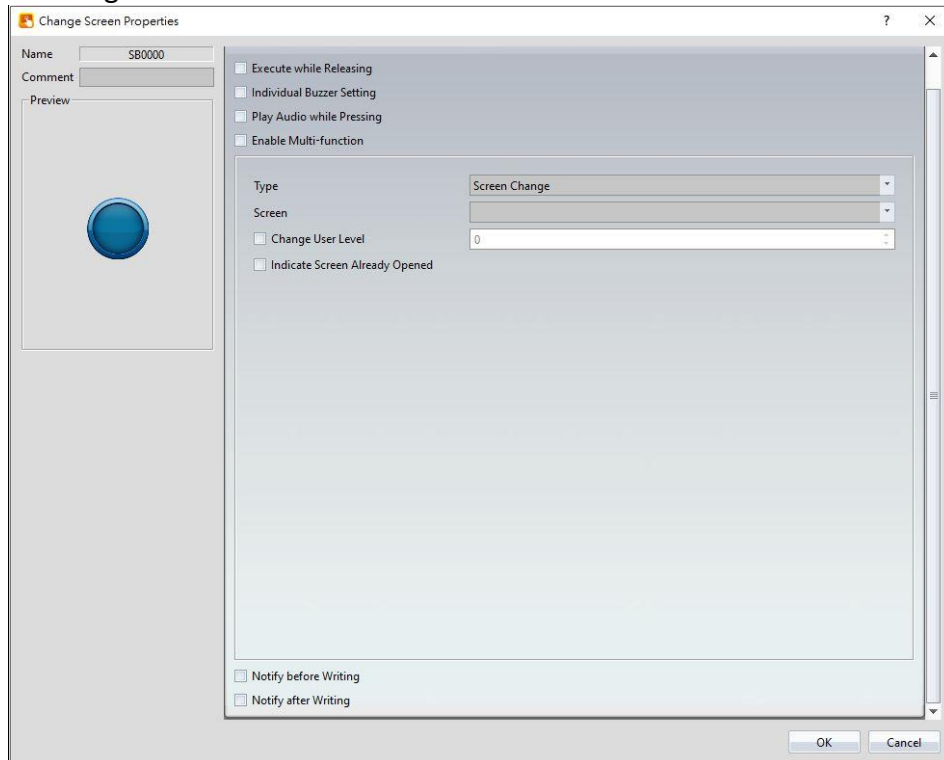 Change Screen Properties
Name SB0000
Comment
Preview
Execute while Releasing
Individual Buzzer Setting
Play Audio while Pressing
Enable Multi-function
Type Screen Change
Screen
Change User Level 0
Indicate Screen Already Opened
Notify before Writing
Notify after Writing
OK Cancel